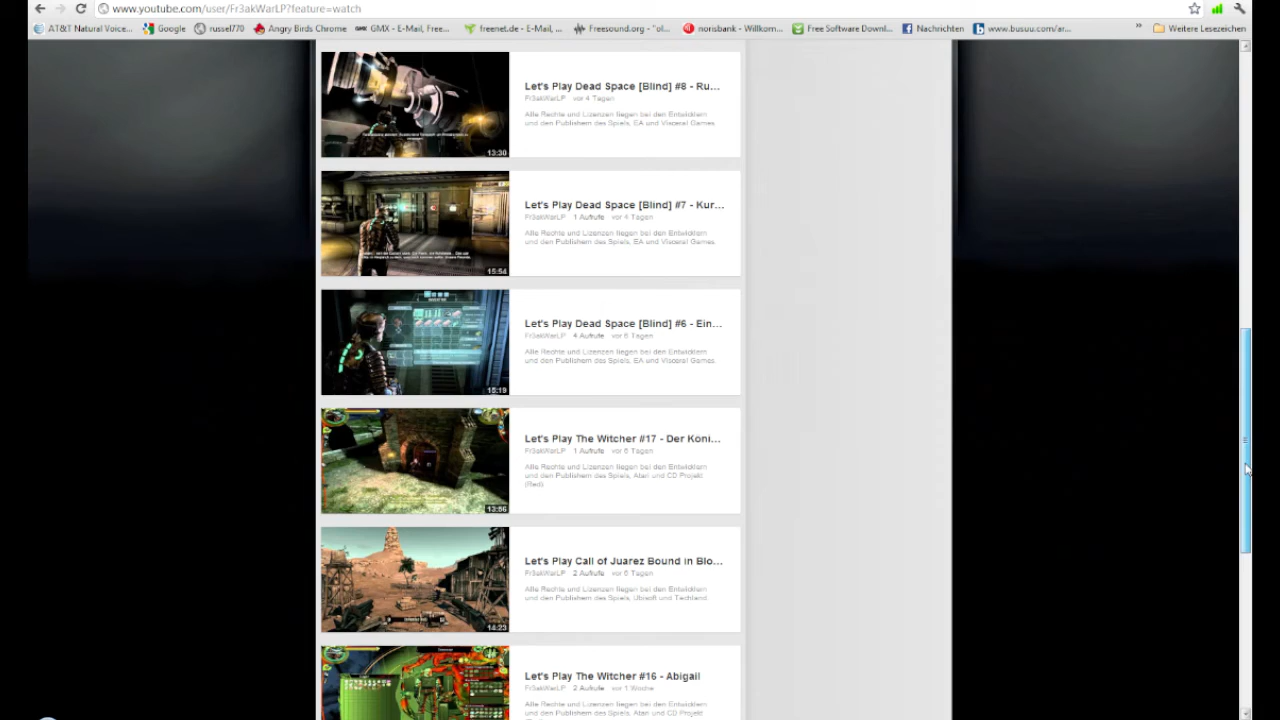 www.youtube.com/user/Fr3akWarLP?feature=watch
AT&T Natural Voice... Google russel770 Angry Birds Chrome GMX - E-Mail, Free... freenet.de - E-Mail, ... Freesound.org - "ol... norisbank - Willkom... Free Software Downl... Nachrichten www.busuu.com/ar... » Weitere Lesezeichen
Let's Play Dead Space [Blind] #8 - Ru...
Fr3akWarLP vor 4 Tagen
Alle Rechte und Lizenzen liegen bei den Entwicklern
und den Publishern des Spiels, EA und Visceral Games
13:30
Let's Play Dead Space [Blind] #7 - Kur...
Fr3akWarLP 1 Aufrufe vor 4 Tagen
Alle Rechte und Lizenzen liegen bei den Entwicklern
und den Publishern des Spiels, EA und Visceral Games.
15:54
Let's Play Dead Space [Blind] #6 - Ein...
Fr3akWarLP 4 Aufrufe vor 6 Tagen
Alle Rechte und Lizenzen liegen bei den Entwicklern
und den Publishern des Spiels, EA und Visceral Games.
15:19
Let's Play The Witcher #17 - Der Koni...
Fr3akWarLP 1 Aufrufe vor 6 Tagen
Alle Rechte und Lizenzen liegen bei den Entwicklern
und den Publishern des Spiels, Atari und CD Projekt
(Red).
13:56
Let's Play Call of Juarez Bound in Blo...
Fr3akWarLP 2 Aufrufe vor 6 Tagen
Alle Rechte und Lizenzen liegen bei den Entwicklern
und den Publishern des Spiels, Ubisoft und Techland.
14:23
Let's Play The Witcher #16 - Abigail
Fr3akWarLP 2 Aufrufe vor 1 Woche
Alle Rechte und Lizenzen liegen bei den Entwicklern
und den Publishern des Spiels, Atari und CD Projekt